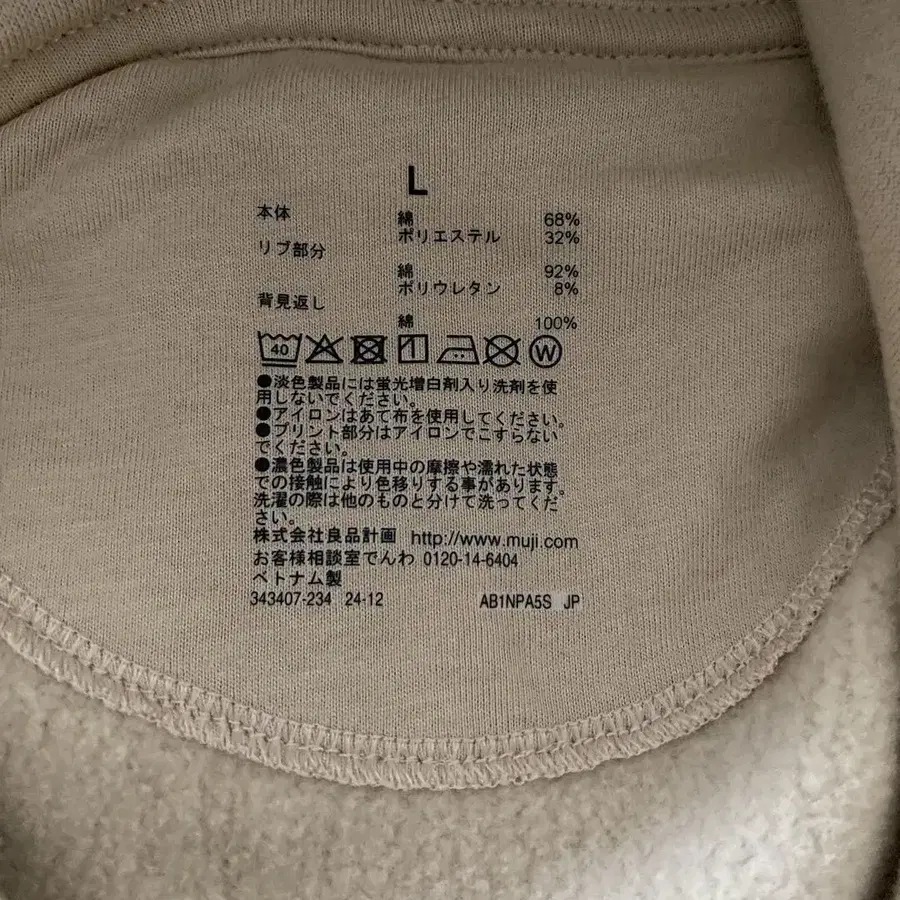 L
本体 綿 68%
ポリエステル 32%
リブ部分
綿 92%
ポリウレタン 8%
背見返し
綿 100%
40 1 W
●淡色製品には蛍光増白剤入り洗剤を使
用しないでください。
●アイロンはあて布を使用してください。
●プリント部分はアイロンでこすらない
でください。
●濃色製品は使用中の摩擦や濡れた状態
での接触により色移りする事があります。
洗濯の際は他のものと分けて洗ってくだ
さい。
株式会社良品計画 http://www.muji.com
お客様相談室でんわ 0120-14-6404
ベトナム製
343407-234 24-12 AB1NPA5S JP